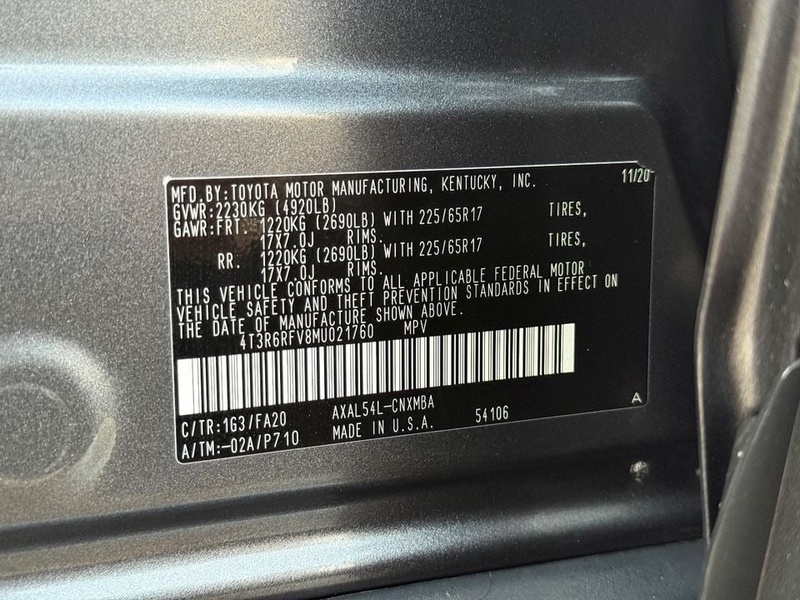 MFD.BY:TOYOTA MOTOR MANUFACTURING, KENTUCKY, INC. 11/20
GVWR:2230KG (4920LB)
GAWR:FRT. 1220KG (2690LB) WITH 225/65R17 TIRES,
17X7.0J RIMS.
RR. 1220KG (2690LB) WITH 225/65R17 TIRES,
17X7.0J RIMS.
THIS VEHICLE CONFORMS TO ALL APPLICABLE FEDERAL MOTOR
VEHICLE SAFETY AND THEFT PREVENTION STANDARDS IN EFFECT ON
THE DATE OF MANUFACTURE SHOWN ABOVE.
4T3R6RFV8MU021760 MPV
C/TR:1G3/FA20 AXAL54L-CNXMBA A
A/TM:-02A/P710 MADE IN U.S.A. 54106